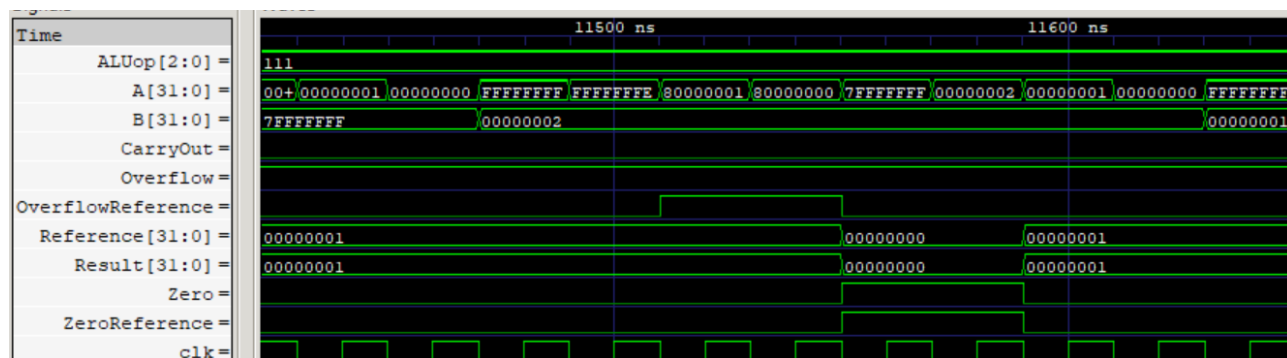 Time
11500 ns
11600 ns
ALUop[2:0] =
111
A[31:0] =
00+ 00000001 00000000 FFFFFFFF FFFFFFFE 80000001 80000000 7FFFFFFF 00000002 00000001 00000000 FFFFFFFF
B[31:0] =
7FFFFFFF 00000002 00000001
CarryOut =
Overflow =
OverflowReference =
Reference[31:0] =
00000001 00000000 00000001
Result[31:0] =
00000001 00000000 00000001
Zero =
ZeroReference =
clk =